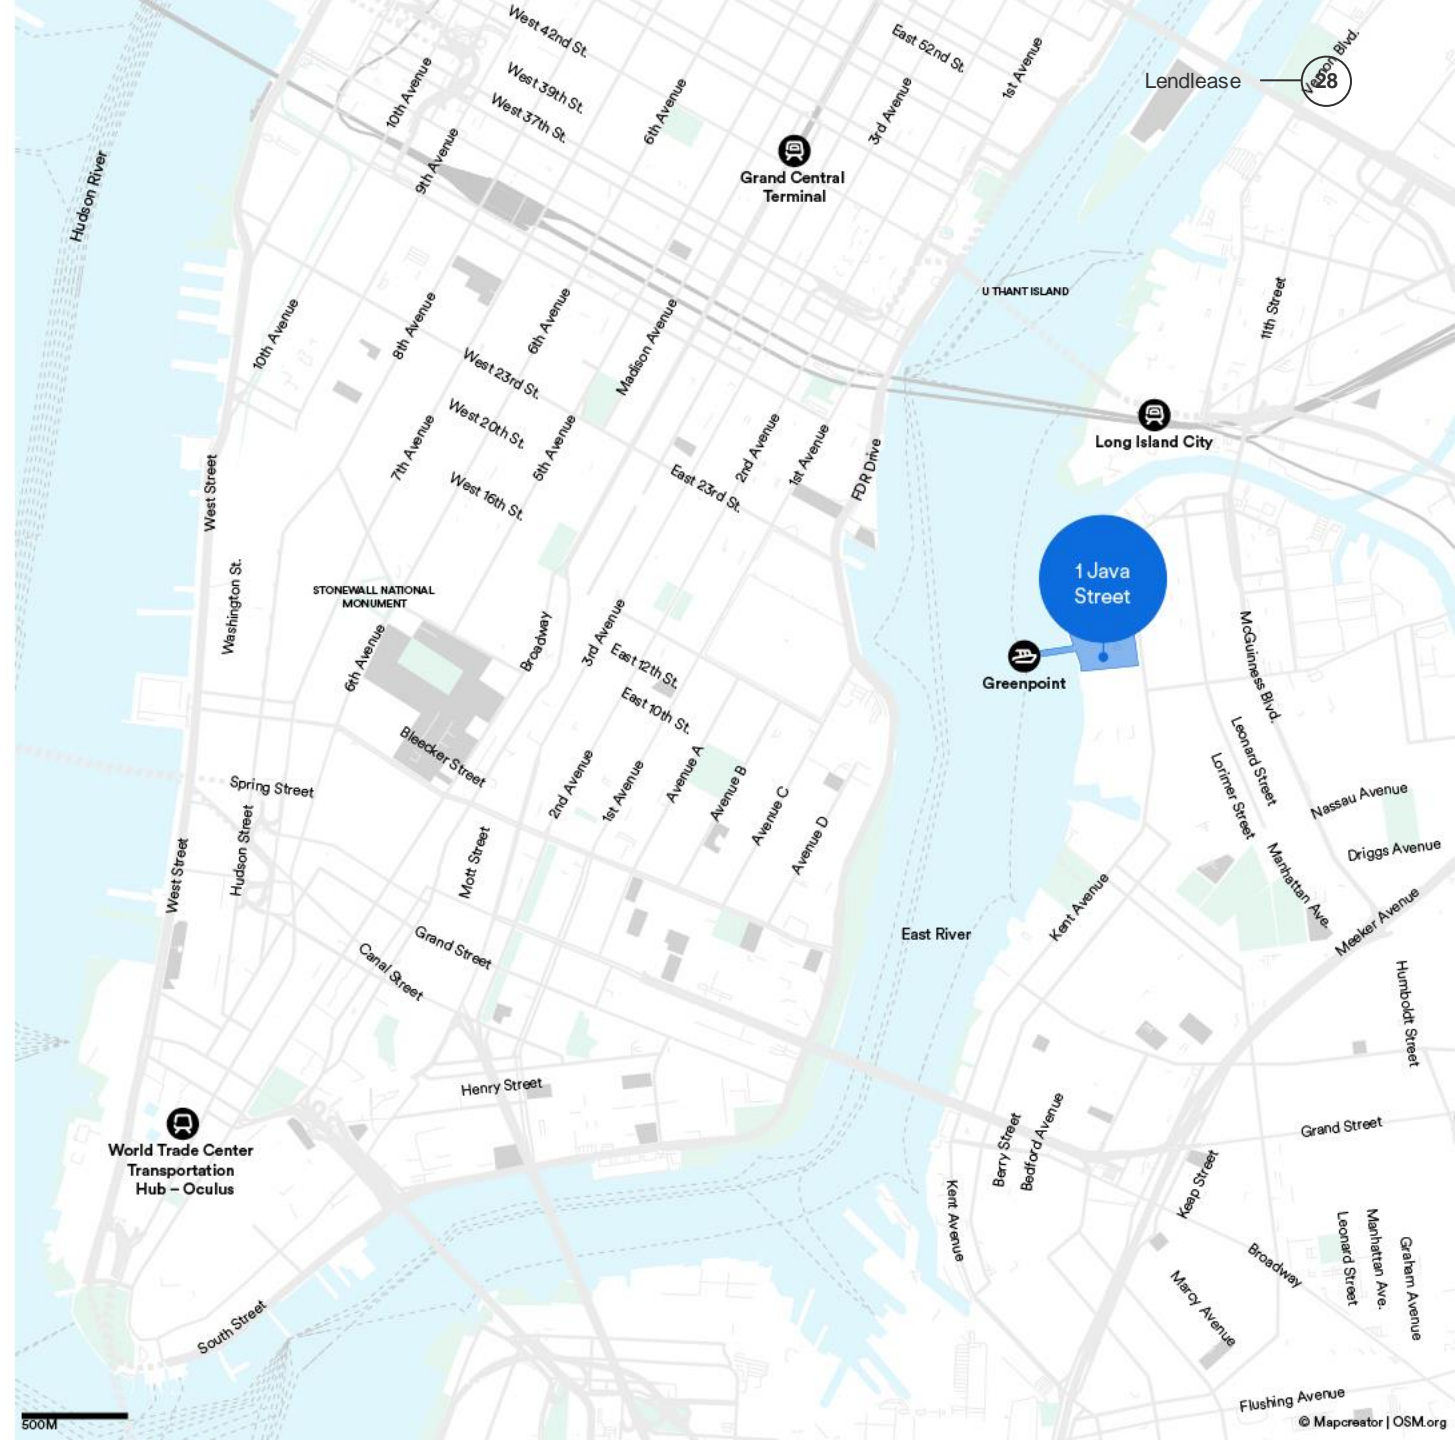 West 42nd St.
East 52nd St.
1st Avenue
Vernon Blvd.
Lendlease
28
10th Avenue
West 39th St.
West 37th St.
6th Avenue
3rd Avenue
9th Avenue
Grand Central
Terminal
Hudson River
U THANT ISLAND
10th Avenue
8th Avenue
6th Avenue
Madison Avenue
11th Street
West 23rd St.
West 20th St.
7th Avenue
5th Avenue
2nd Avenue
1st Avenue
FDR Drive
Long Island City
West Street
West 16th St.
East 23rd St.
1 Java
Street
STONEWALL NATIONAL
MONUMENT
Washington St.
6th Avenue
Broadway
3rd Avenue
East 12th St.
East 10th St.
Greenpoint
McGuinness Blvd.
Bleecker Street
Spring Street
Hudson Street
West Street
Mott Street
2nd Avenue
1st Avenue
Avenue A
Avenue B
Avenue C
Avenue D
Leonard Street
Lorimer Street
Nassau Avenue
Driggs Avenue
Manhattan Ave.
Meeker Avenue
Kent Avenue
East River
Grand Street
Canal Street
Humboldt Street
Henry Street
World Trade Center
Transportation
Hub – Oculus
Berry Street
Bedford Avenue
Grand Street
Keap Street
Kent Avenue
Broadway
Leonard Street
Manhattan Ave.
Graham Avenue
Marcy Avenue
South Street
Flushing Avenue
500M
© Mapcreator | OSM.org